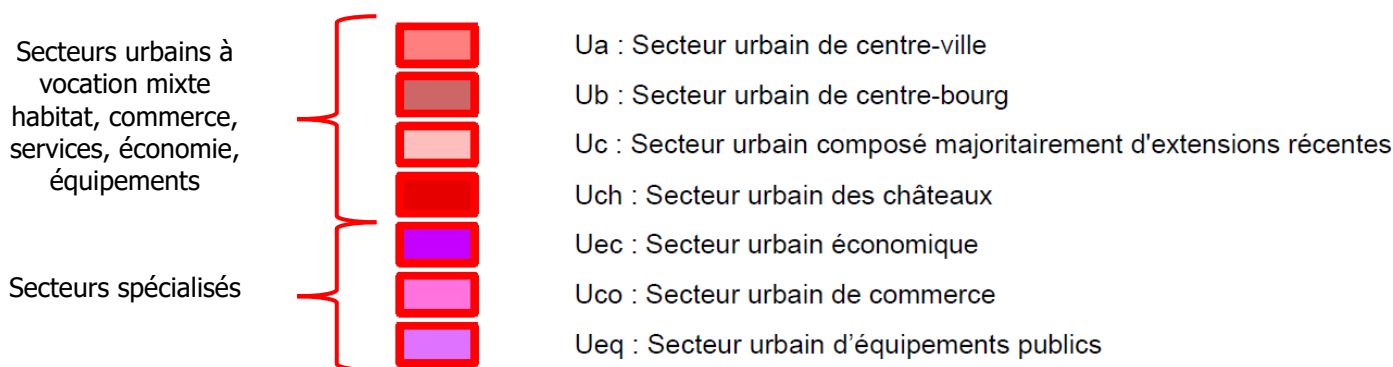 Secteurs urbains à
vocation mixte
habitat, commerce,
services, économie,
équipements
Ua : Secteur urbain de centre-ville
Ub : Secteur urbain de centre-bourg
Uc : Secteur urbain composé majoritairement d'extensions récentes
Uch : Secteur urbain des châteaux
Secteurs spécialisés
Uec : Secteur urbain économique
Uco : Secteur urbain de commerce
Ueq : Secteur urbain d’équipements publics